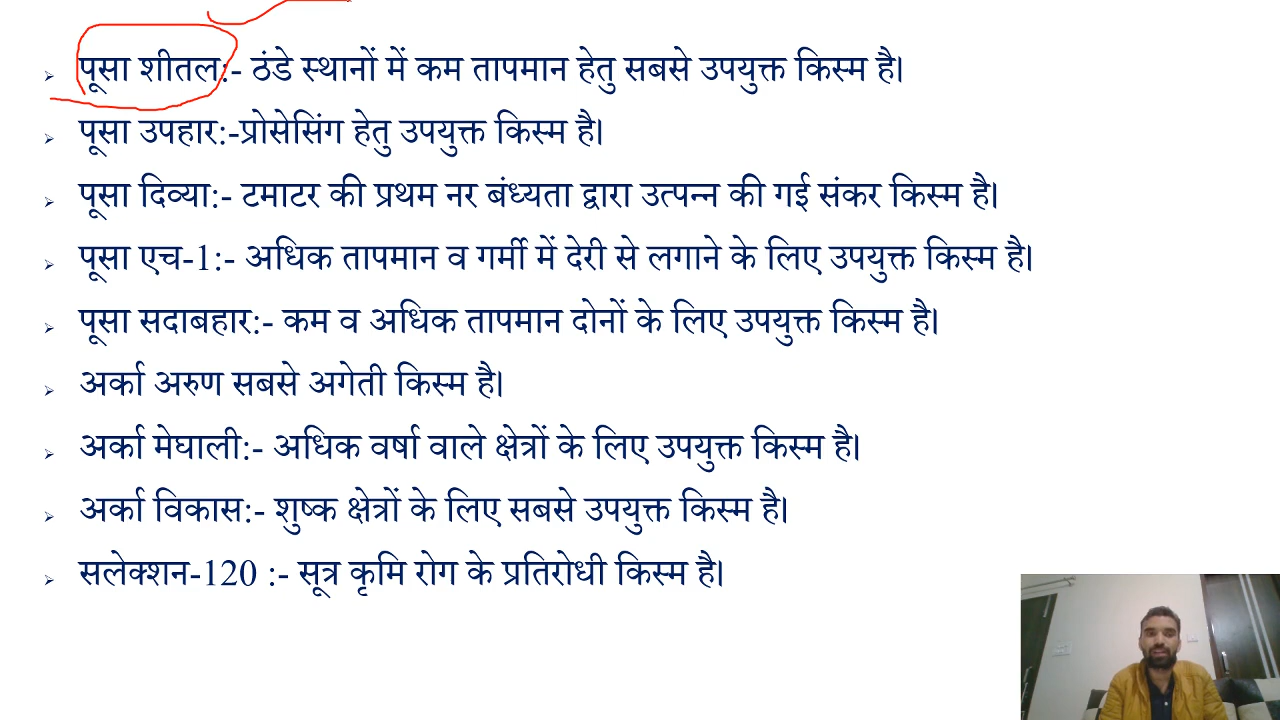 ➢ पूसा शीतल:- ठंडे स्थानों में कम तापमान हेतु सबसे उपयुक्त किस्म है।
➢ पूसा उपहार:-प्रोसेसिंग हेतु उपयुक्त किस्म है।
➢ पूसा दिव्या:- टमाटर की प्रथम नर बंध्यता द्वारा उत्पन्न की गई संकर किस्म है।
➢ पूसा एच-1:- अधिक तापमान व गर्मी में देरी से लगाने के लिए उपयुक्त किस्म है।
➢ पूसा सदाबहार:- कम व अधिक तापमान दोनों के लिए उपयुक्त किस्म है।
➢ अर्का अरुण सबसे अगेती किस्म है।
➢ अर्का मेघाली:- अधिक वर्षा वाले क्षेत्रों के लिए उपयुक्त किस्म है।
➢ अर्का विकास:- शुष्क क्षेत्रों के लिए सबसे उपयुक्त किस्म है।
➢ सलेक्शन-120 :- सूत्र कृमि रोग के प्रतिरोधी किस्म है।